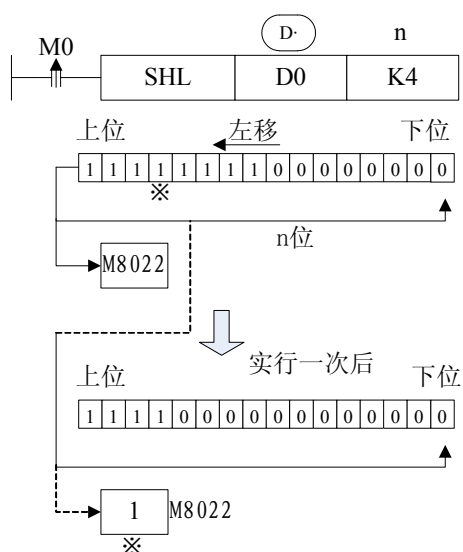 D· n
M0
SHL D0 K4
上位 左移 下位
1 1 1 1 1 1 1 1 0 0 0 0 0 0 0 0
※
n位
M8022
实行一次后
上位 下位
1 1 1 1 0 0 0 0 0 0 0 0 0 0 0 0
1 M8022
※